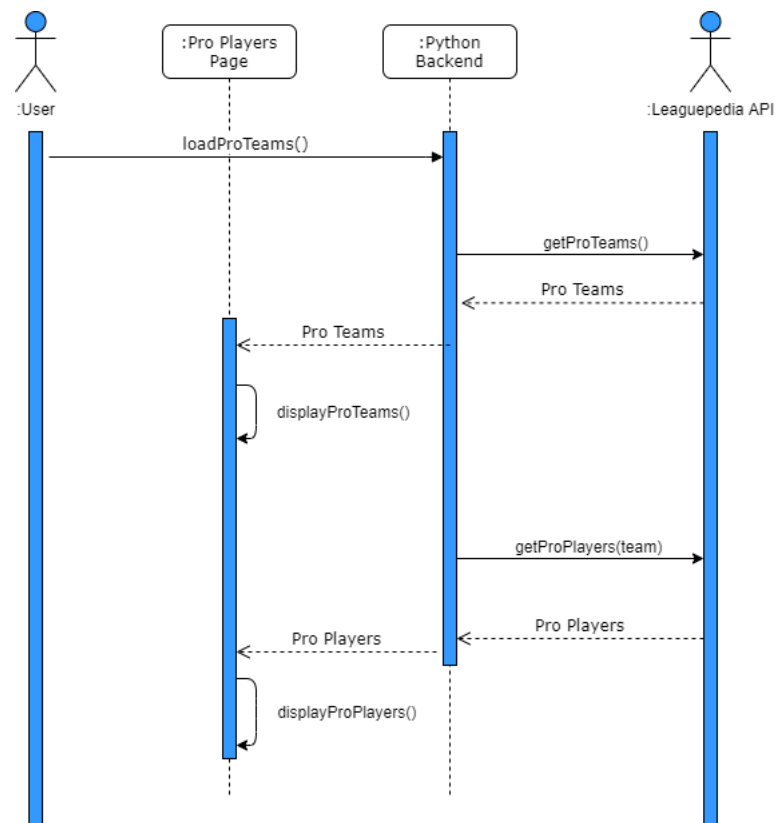 :Pro Players
Page
:Python
Backend
:User
:Leaguepedia API
loadProTeams()
getProTeams()
Pro Teams
Pro Teams
displayProTeams()
getProPlayers(team)
Pro Players
Pro Players
displayProPlayers()